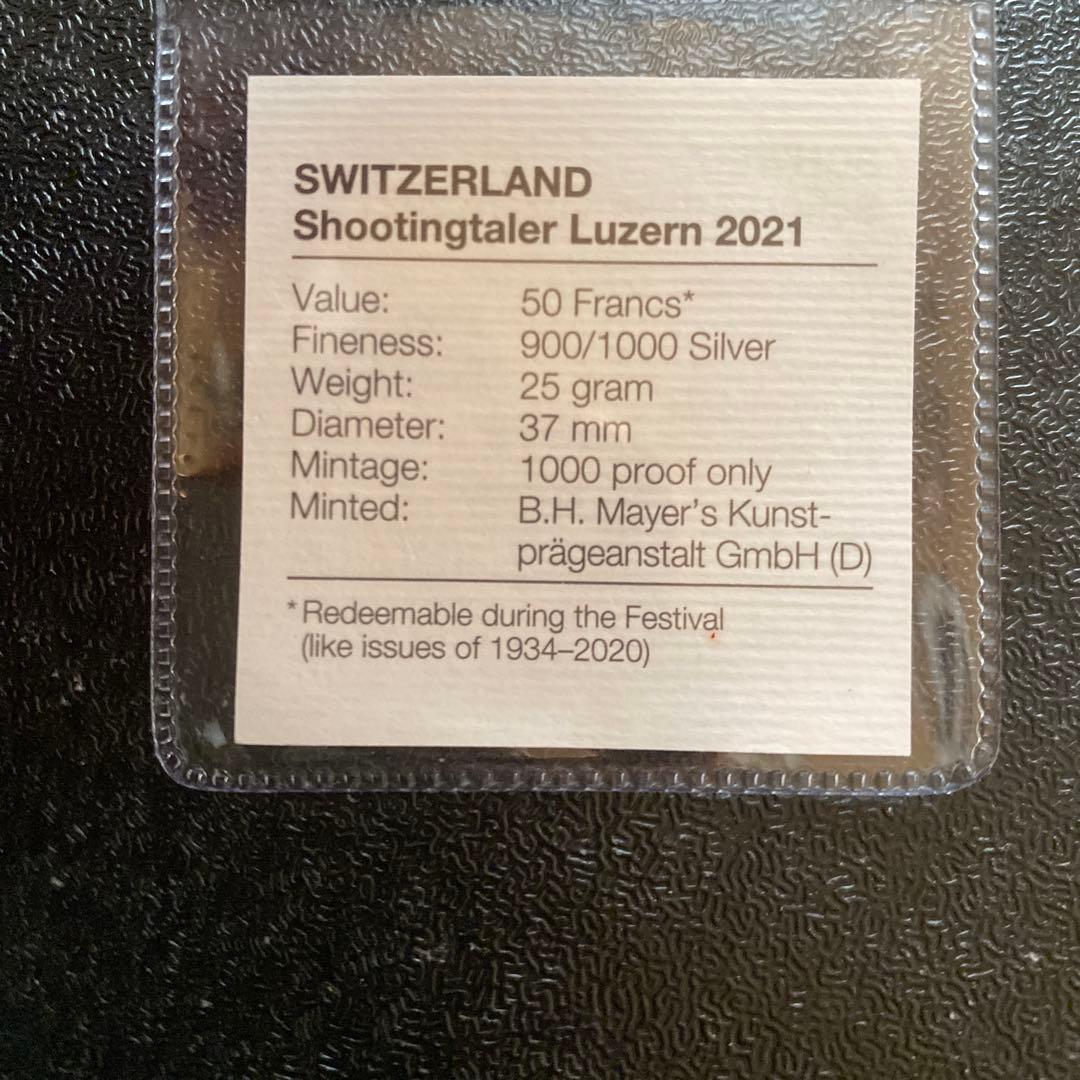 SWITZERLAND
Shootingtaler Luzern 2021
Value: 50 Francs*
Fineness: 900/1000 Silver
Weight: 25 gram
Diameter: 37 mm
Mintage: 1000 proof only
Minted: B.H. Mayer's Kunst-
prägeanstalt GmbH (D)
* Redeemable during the Festival
(like issues of 1934–2020)